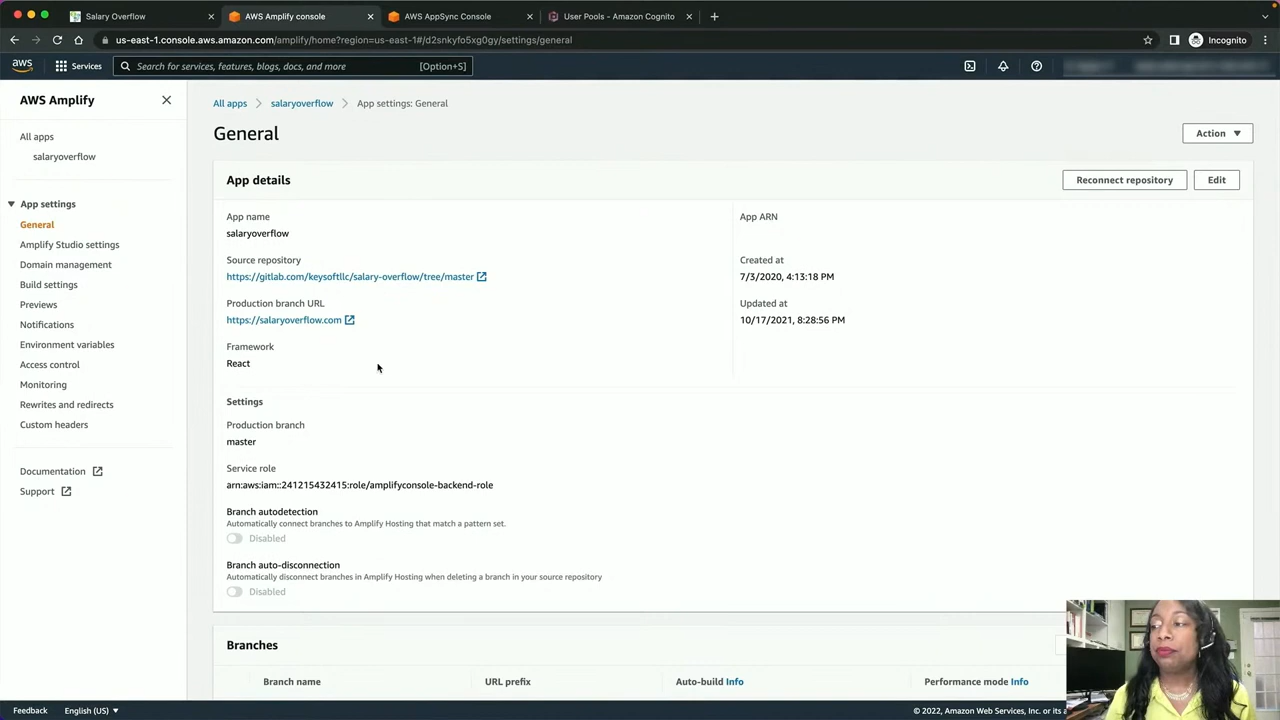 Salary Overflow
AWS Amplify console
AWS AppSync Console
User Pools - Amazon Cognito
us-east-1.console.aws.amazon.com/amplify/home?region=us-east-1#/d2snkyfo5xg0gy/settings/general
Incognito
aws
Services
Search for services, features, blogs, docs, and more
[Option+S]
AWS Amplify
All apps
salaryoverflow
App settings
General
Amplify Studio settings
Domain management
Build settings
Previews
Notifications
Environment variables
Access control
Monitoring
Rewrites and redirects
Custom headers
Documentation
Support
All apps > salaryoverflow > App settings: General
General
Action
App details
Reconnect repository
Edit
App name
salaryoverflow
Source repository
https://gitlab.com/keysoftllc/salary-overflow/tree/master
Production branch URL
https://salaryoverflow.com
Framework
React
App ARN
Created at
7/3/2020, 4:13:18 PM
Updated at
10/17/2021, 8:28:56 PM
Settings
Production branch
master
Service role
arn:aws:iam::241215432415:role/amplifyconsole-backend-role
Branch autodetection
Automatically connect branches to Amplify Hosting that match a pattern set.
Disabled
Branch auto-disconnection
Automatically disconnect branches in Amplify Hosting when deleting a branch in your source repository
Disabled
Branches
Branch name
URL prefix
Auto-build Info
Performance mode Info
Feedback
English (US)
© 2022, Amazon Web Services, Inc. or its